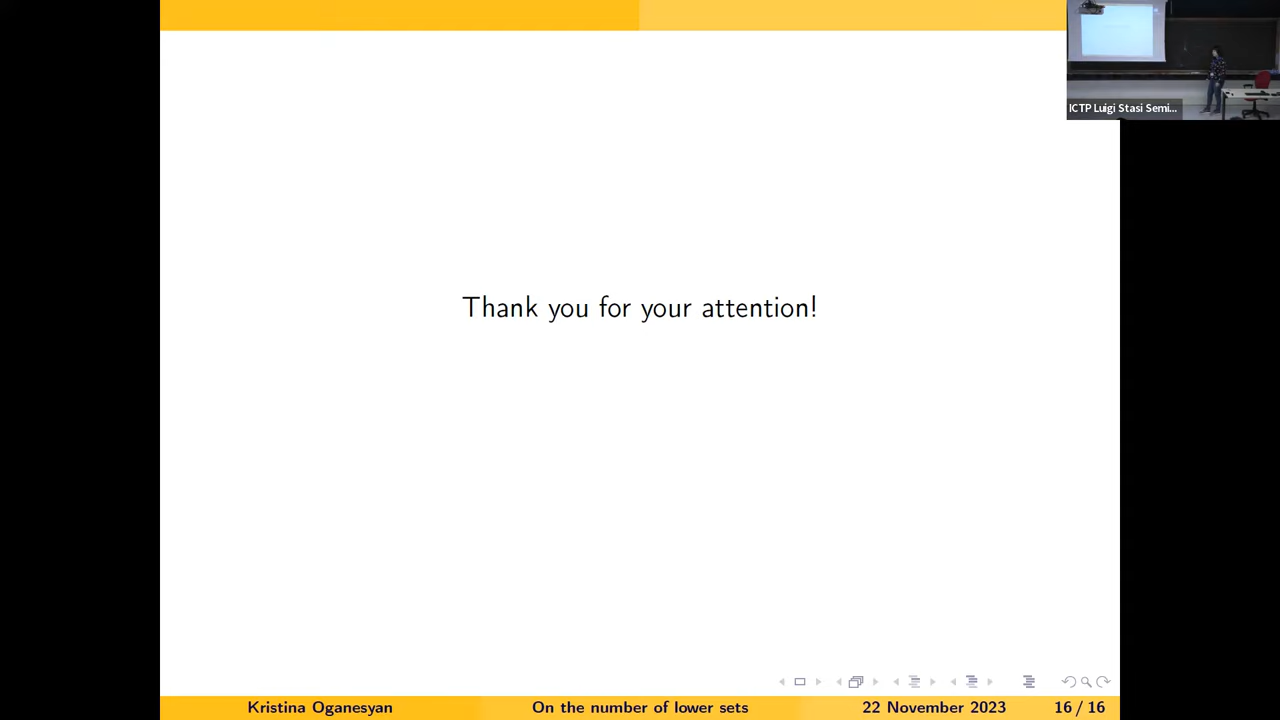 ICTP Luigi Stasi Semi...
Thank you for your attention!
Kristina Oganesyan
On the number of lower sets
22 November 2023
16 / 16